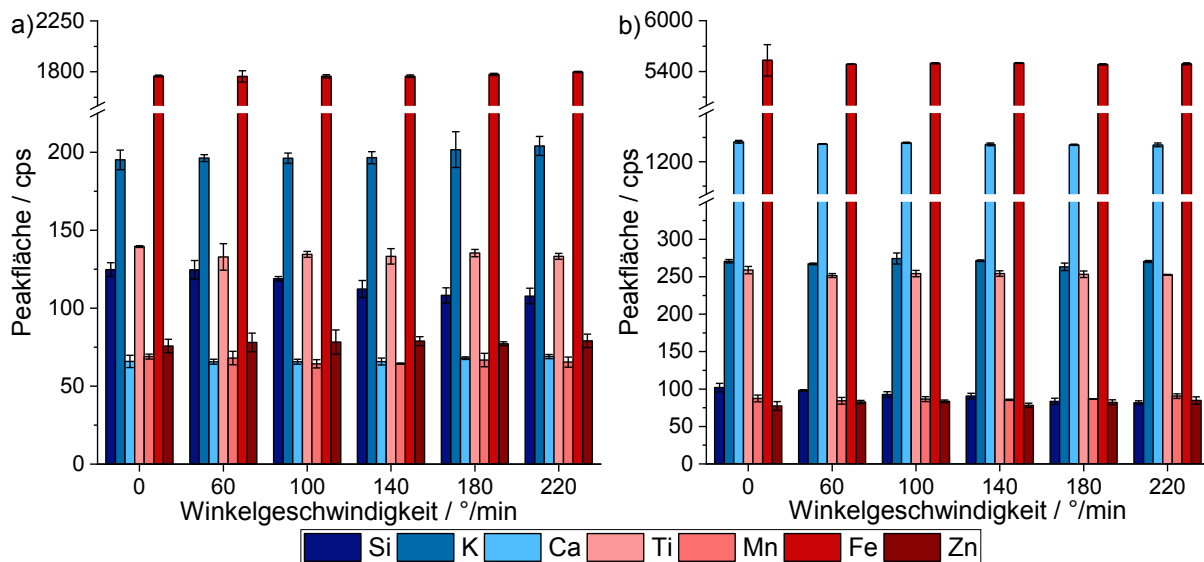 a)
Peakfläche / cps
2250
1800
200
150
100
50
0
0 60 100 140 180 220
Winkelgeschwindigkeit / °/min
b)
Peakfläche / cps
6000
5400
1200
300
250
200
150
100
50
0
0 60 100 140 180 220
Winkelgeschwindigkeit / °/min
Si K Ca Ti Mn Fe Zn